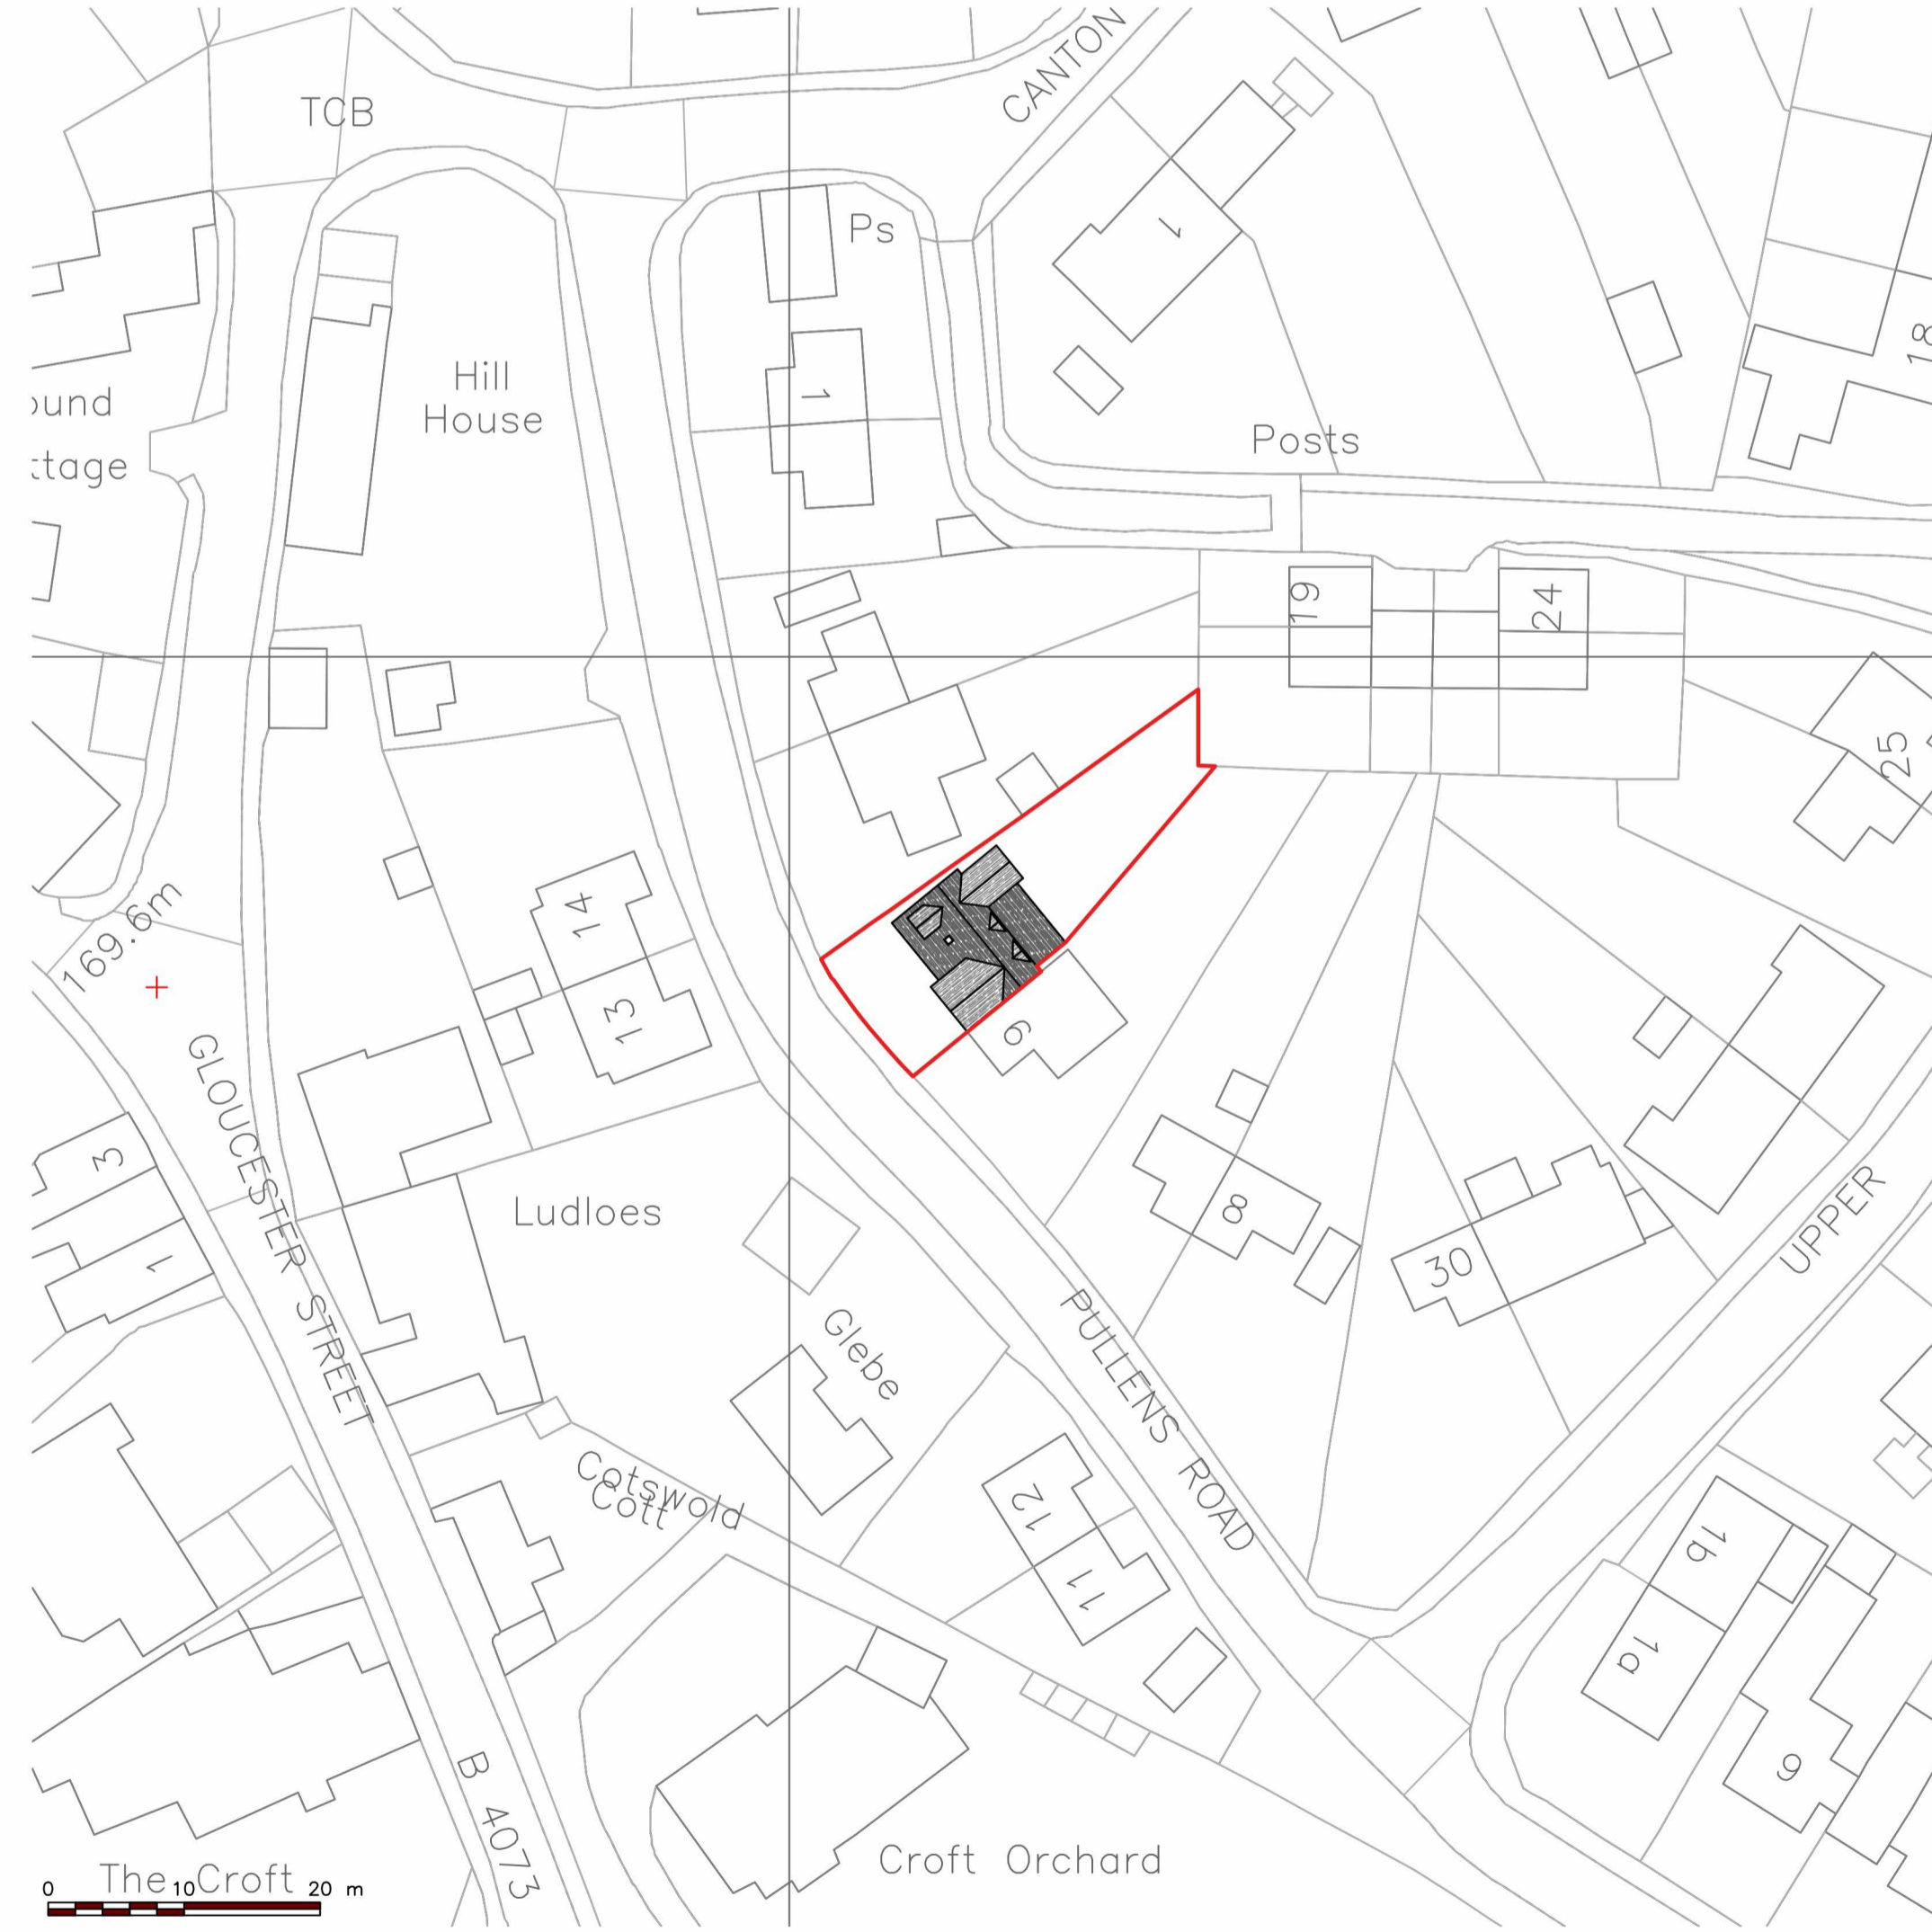 CANTON
TCB
Ps
1
Hill
House
1
18
ound
ttage
Posts
19
24
25
14
169.6m
13
6
GLOUCESTER STREET
3
1
Ludloes
8
30
UPPER
Glebe
PULLENS ROAD
Cotswold
Cott
12
11
1b
1a
9
B 4073
Croft Orchard
The Croft
0 10 20 m